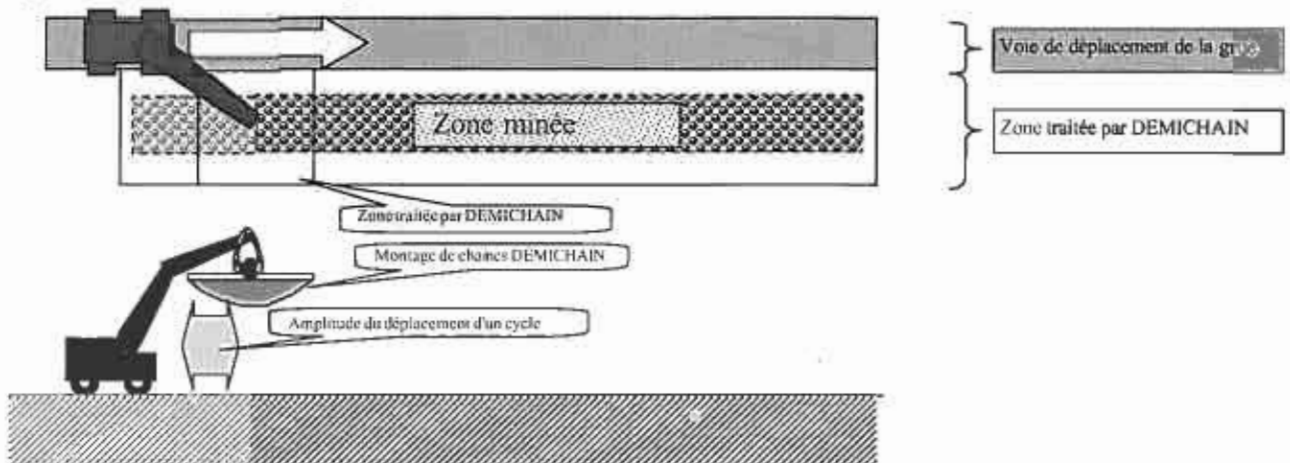 Voie de déplacement de la grue
Zone minée
Zone traitée par DEMICHAIN
Zone traitée par DEMICHAIN
Montage de chaines DEMICHAIN
Amplitude du déplacement d'un cycle